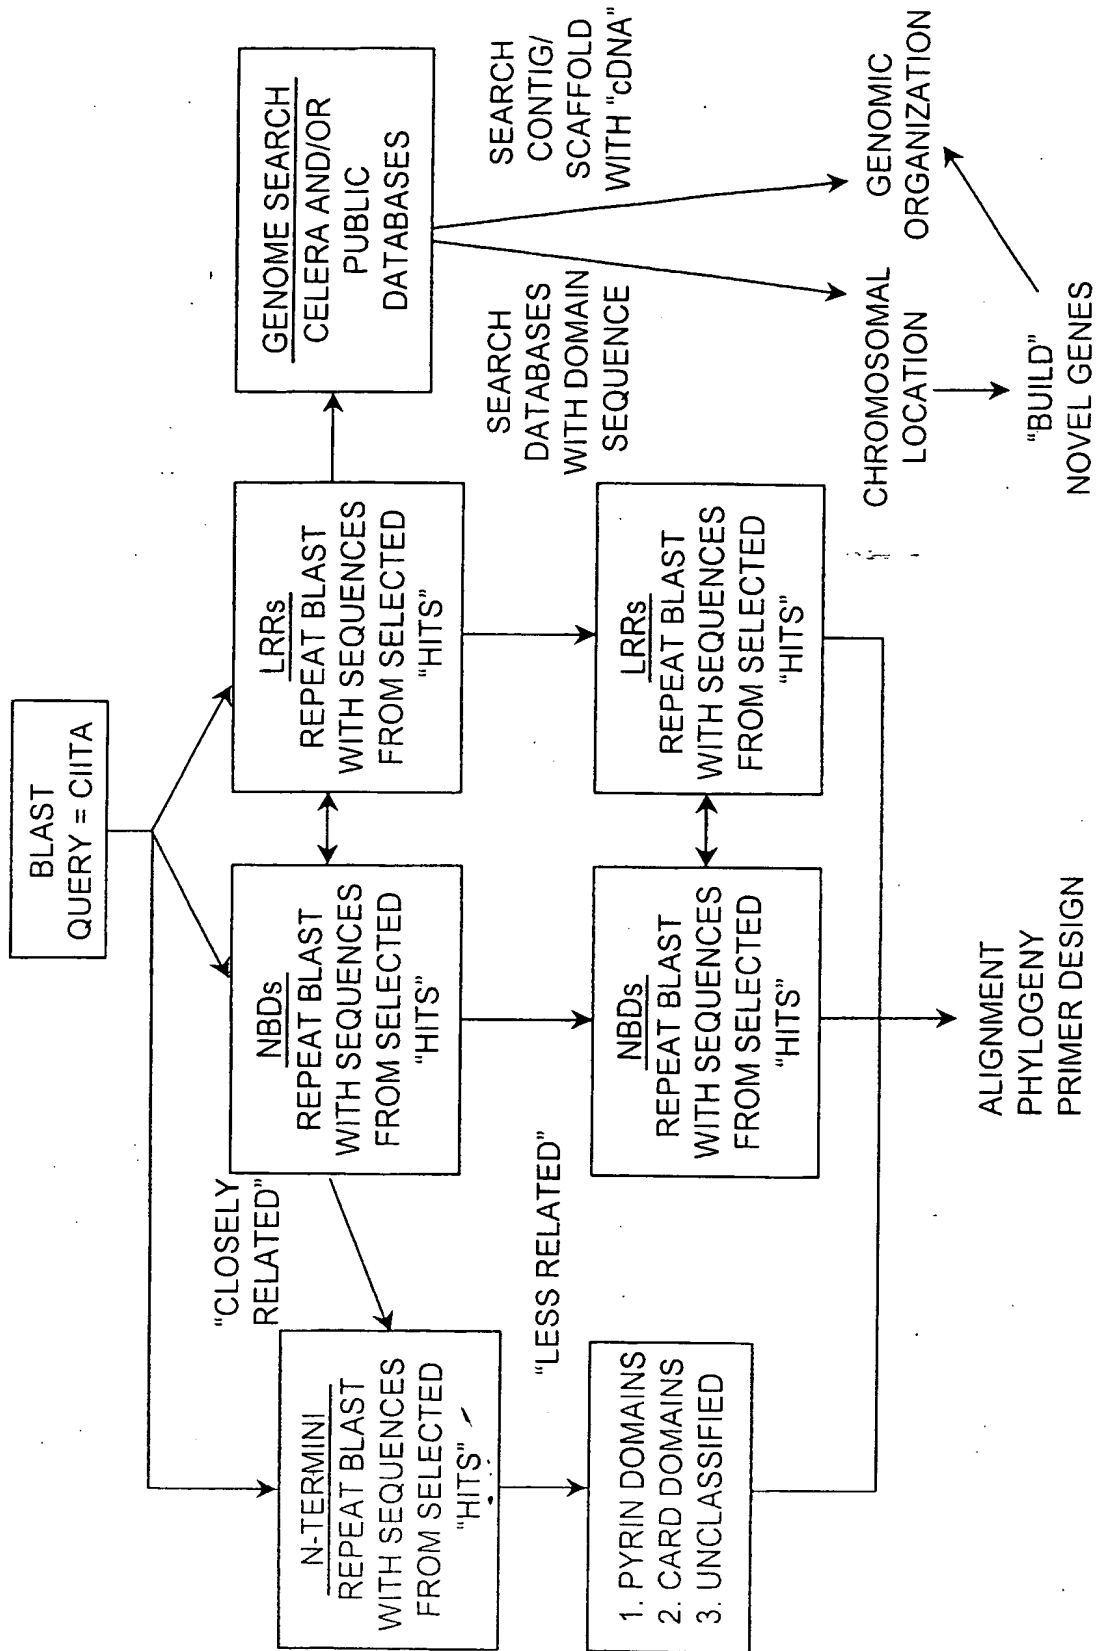 BLAST
QUERY = CIITA
"CLOSELY
RELATED"
N-TERMINI
REPEAT BLAST
WITH SEQUENCES
FROM SELECTED
"HITS"
NBDs
REPEAT BLAST
WITH SEQUENCES
FROM SELECTED
"HITS"
LRRs
REPEAT BLAST
WITH SEQUENCES
FROM SELECTED
"HITS"
GENOME SEARCH
CELERA AND/OR
PUBLIC
DATABASES
"LESS RELATED"
1. PYRIN DOMAINS
2. CARD DOMAINS
3. UNCLASSIFIED
NBDs
REPEAT BLAST
WITH SEQUENCES
FROM SELECTED
"HITS"
LRRs
REPEAT BLAST
WITH SEQUENCES
FROM SELECTED
"HITS"
SEARCH
DATABASES
WITH DOMAIN
SEQUENCE
SEARCH
CONTIG/
SCAFFOLD
WITH "cDNA"
CHROMOSOMAL
LOCATION
GENOMIC
ORGANIZATION
"BUILD"
NOVEL GENES
ALIGNMENT
PHYLOGENY
PRIMER DESIGN